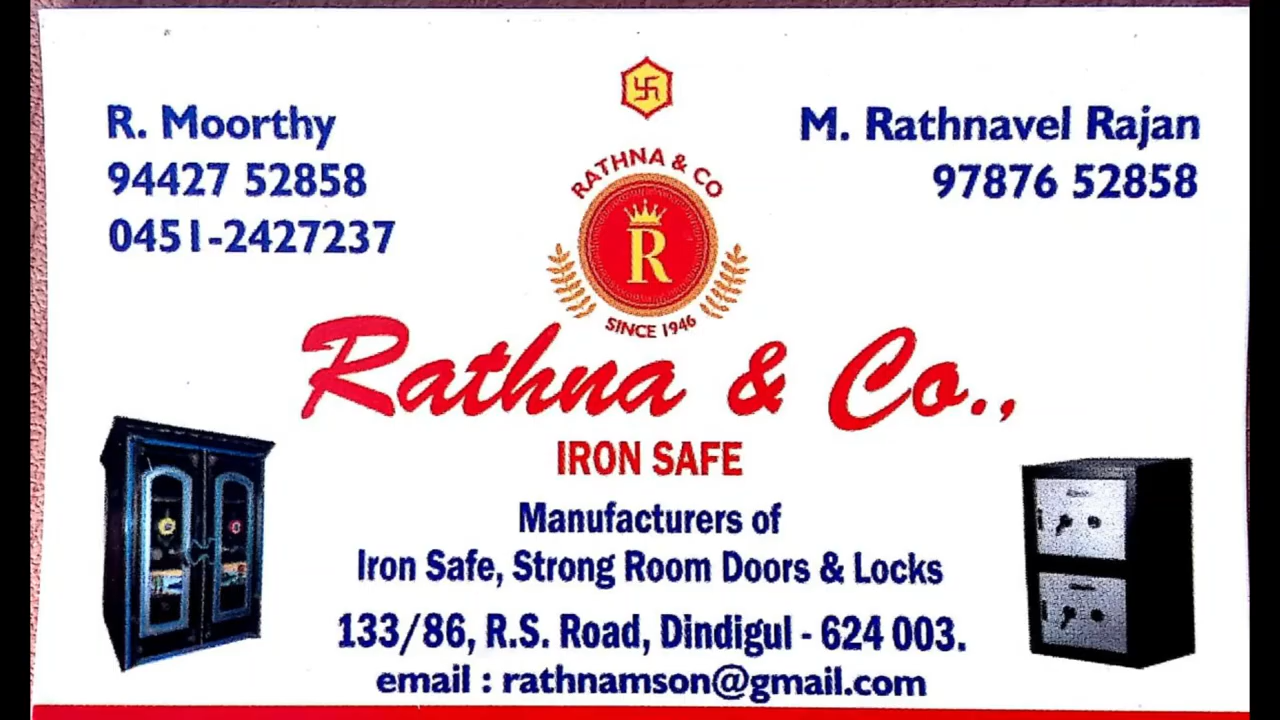 R. Moorthy
94427 52858
0451-2427237
M. Rathnavel Rajan
97876 52858
RATHNA & CO
R
SINCE 1946
Rathna & Co.,
IRON SAFE
Manufacturers of
Iron Safe, Strong Room Doors & Locks
133/86, R.S. Road, Dindigul - 624 003.
email : rathnamson@gmail.com